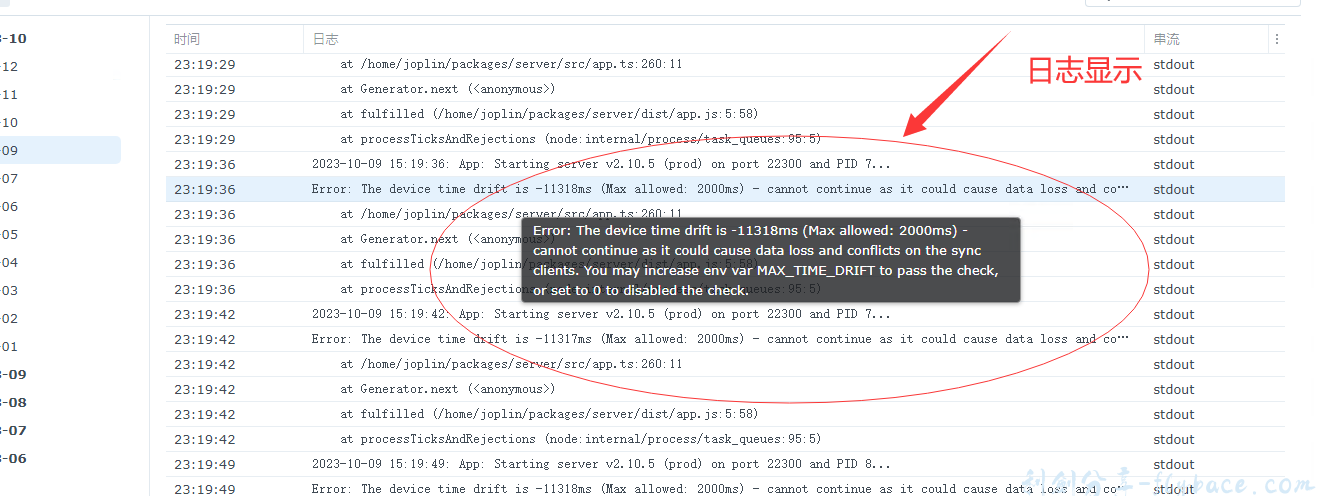 -10
-12
-11
-10
-09
-07
-06
-05
-04
-03
-02
-01
-09
-08
-07
-06
时间 日志 串流
日志显示
23:19:29 at /home/joplin/packages/server/src/app.ts:260:11 stdout
23:19:29 at Generator.next (<anonymous>) stdout
23:19:29 at fulfilled (/home/joplin/packages/server/dist/app.js:5:58) stdout
23:19:29 at processTicksAndRejections (node:internal/process/task_queues:95:5) stdout
23:19:36 2023-10-09 15:19:36: App: Starting server v2.10.5 (prod) on port 22300 and PID 7... stdout
23:19:36 Error: The device time drift is -11318ms (Max allowed: 2000ms) - cannot continue as it could cause data loss and co… stdout
23:19:36 at /home/joplin/packages/server/src/app.ts:260:11 stdout
23:19:36 at Generator.next (<anonymous>) stdout
23:19:36 at fulfilled (/home/joplin/packages/server/dist/app.js:5:58) stdout
23:19:36 at processTicksAndRejections (node:internal/process/task_queues:95:5) stdout
Error: The device time drift is -11318ms (Max allowed: 2000ms) -
cannot continue as it could cause data loss and conflicts on the sync
clients. You may increase env var MAX_TIME_DRIFT to pass the check,
or set to 0 to disabled the check.
23:19:42 2023-10-09 15:19:42: App: Starting server v2.10.5 (prod) on port 22300 and PID 7... stdout
23:19:42 Error: The device time drift is -11317ms (Max allowed: 2000ms) - cannot continue as it could cause data loss and co… stdout
23:19:42 at /home/joplin/packages/server/src/app.ts:260:11 stdout
23:19:42 at Generator.next (<anonymous>) stdout
23:19:42 at fulfilled (/home/joplin/packages/server/dist/app.js:5:58) stdout
23:19:42 at processTicksAndRejections (node:internal/process/task_queues:95:5) stdout
23:19:49 2023-10-09 15:19:49: App: Starting server v2.10.5 (prod) on port 22300 and PID 8... stdout
23:19:49 Error: The device time drift is -11318ms (Max allowed: 2000ms) - cannot continue as it could cause data loss and co… stdout